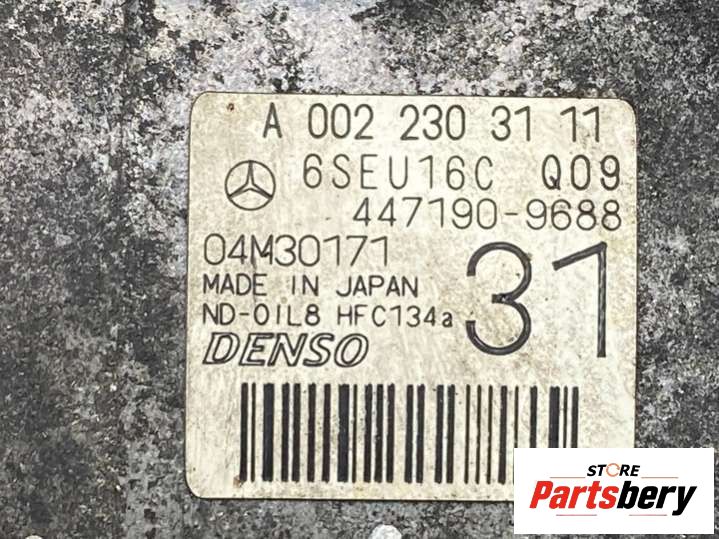 A 002 230 31 11
6SEU16C Q09
447190-9688
04M30171
MADE IN JAPAN
31
ND-OIL8 HFC134a
DENSO
STORE
Partsbery